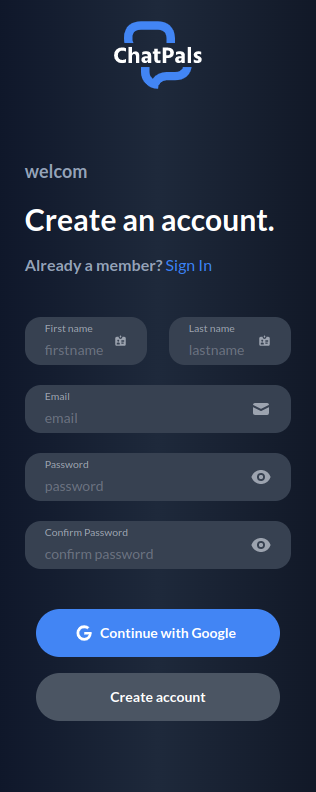 ChatPals
welcom
Create an account.
Already a member? Sign In
First name
firstname
Last name
lastname
Email
email
Password
password
Confirm Password
confirm password
Continue with Google
Create account